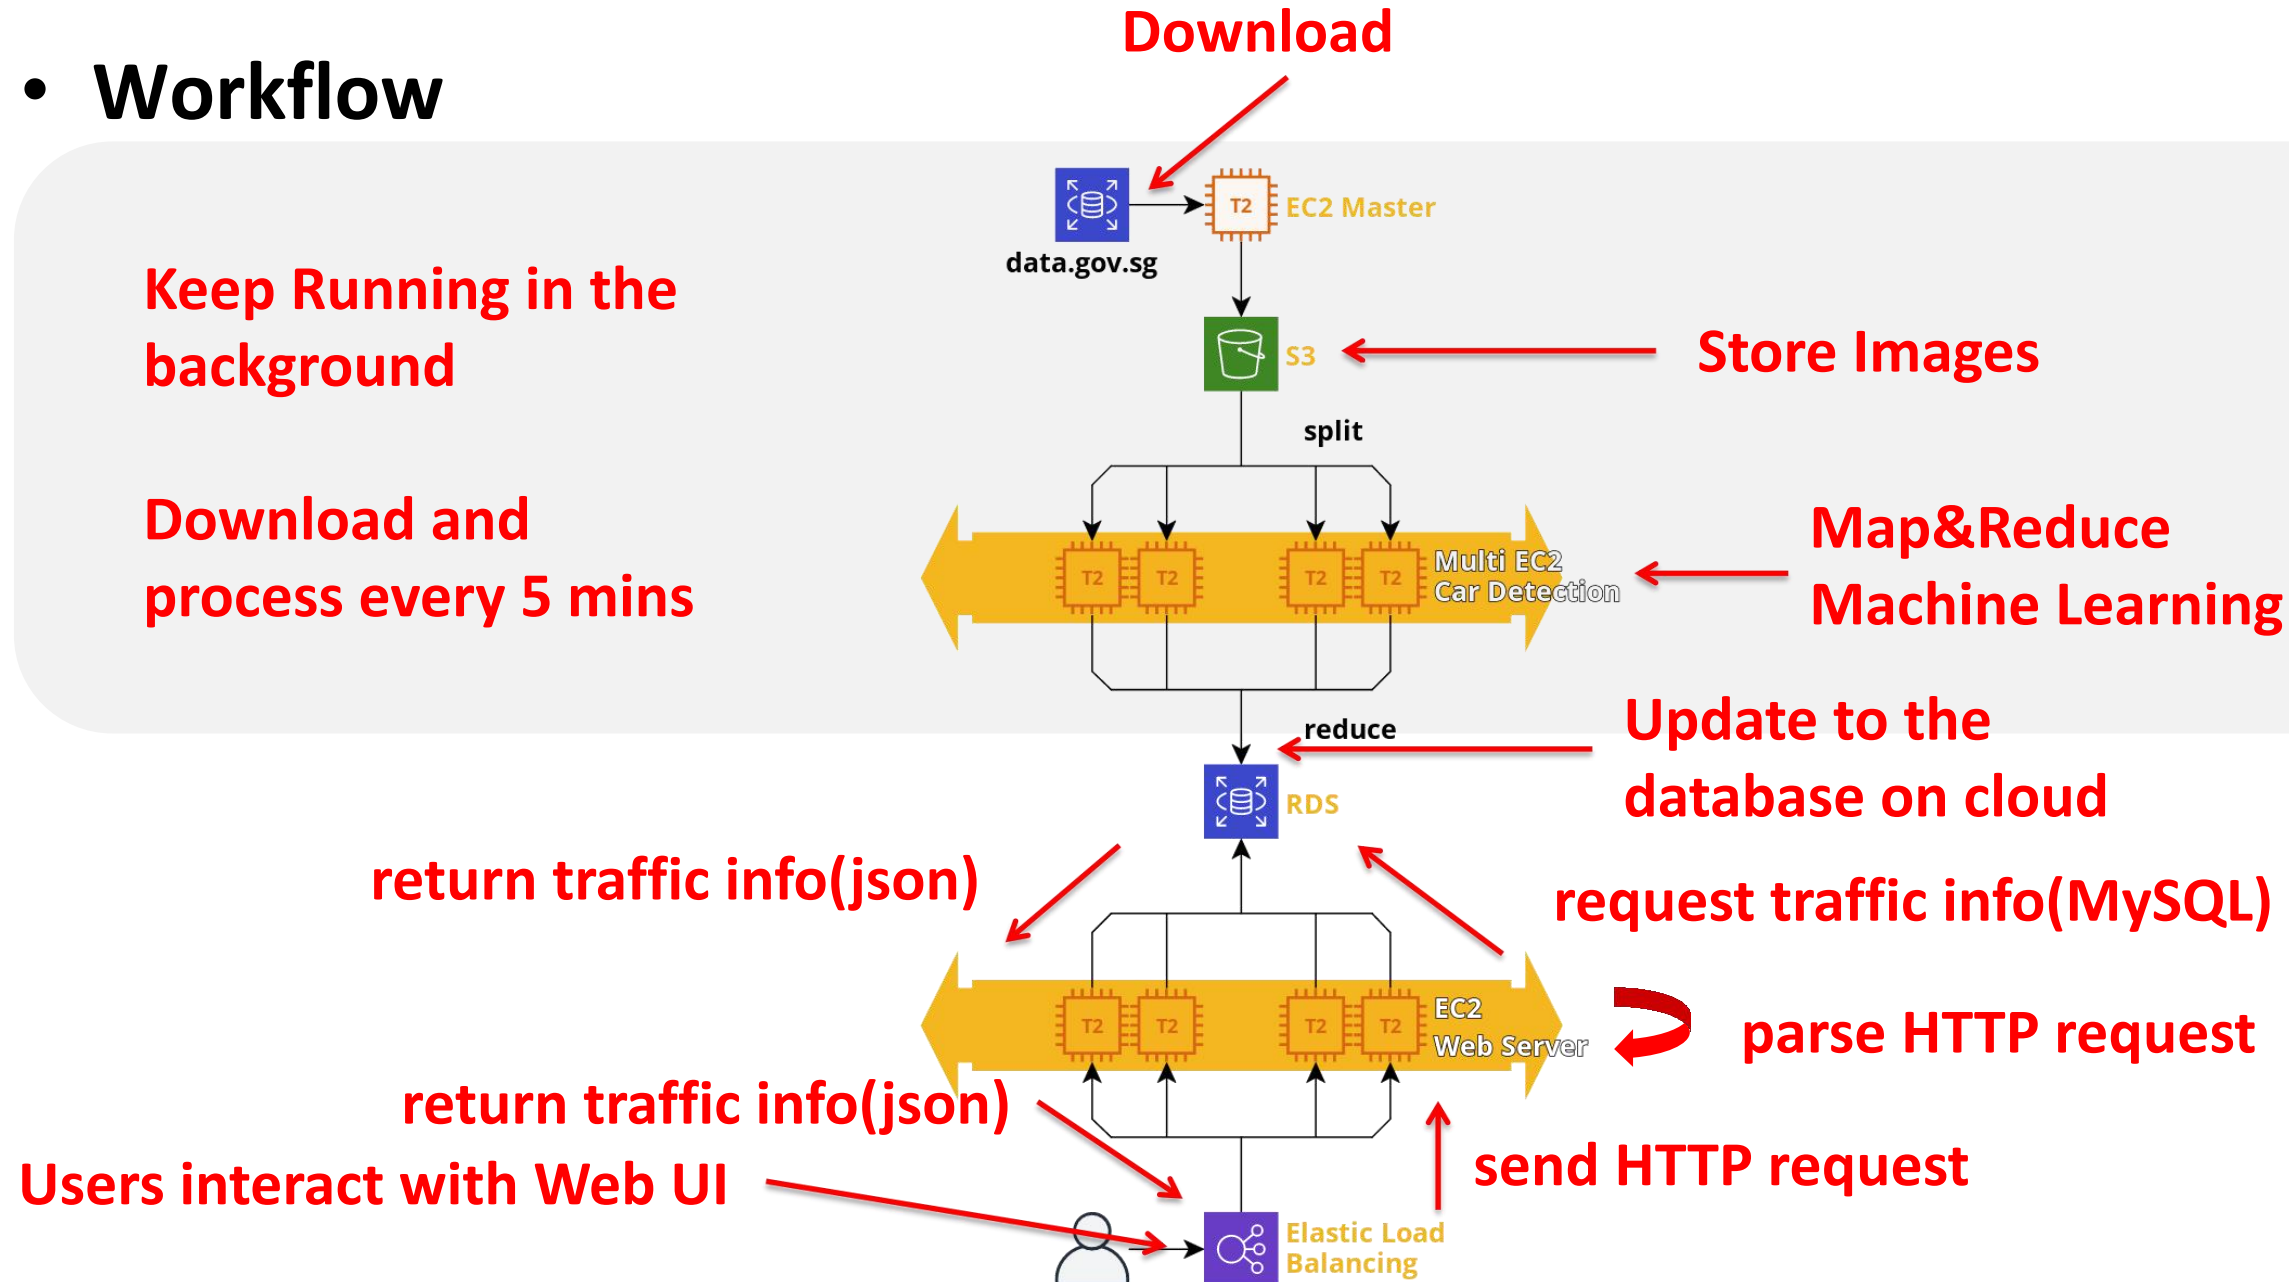 Download
• Workflow
T2
EC2 Master
data.gov.sg
Keep Running in the
background
S3
Store Images
split
Download and
process every 5 mins
T2
T2
T2
T2
Multi EC2
Car Detection
Map&Reduce
Machine Learning
reduce
Update to the
database on cloud
RDS
return traffic info(json)
request traffic info(MySQL)
T2
T2
T2
T2
EC2
Web Server
parse HTTP request
return traffic info(json)
send HTTP request
Users interact with Web UI
Elastic Load
Balancing